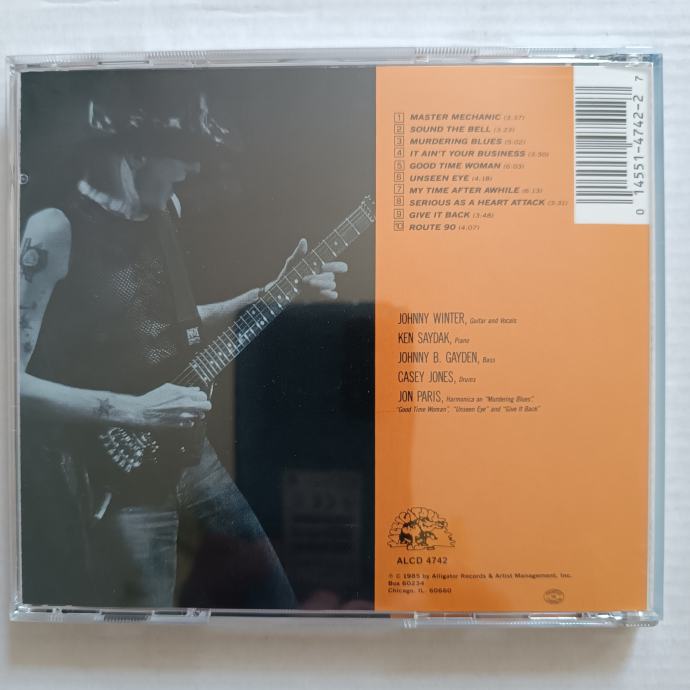 1 MASTER MECHANIC (3:37)
2 SOUND THE BELL (3:23)
3 MURDERING BLUES (5:02)
4 IT AIN'T YOUR BUSINESS (3:50)
5 GOOD TIME WOMAN (6:03)
6 UNSEEN EYE (4:18)
7 MY TIME AFTER AWHILE (6:13)
8 SERIOUS AS A HEART ATTACK (3:31)
9 GIVE IT BACK (3:48)
10 ROUTE 90 (4:07)
0 14551-4742-2 7
JOHNNY WINTER, Guitar and Vocals
KEN SAYDAK, Piano
JOHNNY B. GAYDEN, Bass
CASEY JONES, Drums
JON PARIS, Harmonica on "Murdering Blues".
"Good Time Woman", "Unseen Eye" and "Give It Back"
ALCD 4742
℗ © 1985 by Alligator Records & Artist Management, Inc.
Box 60234
Chicago, IL. 60660